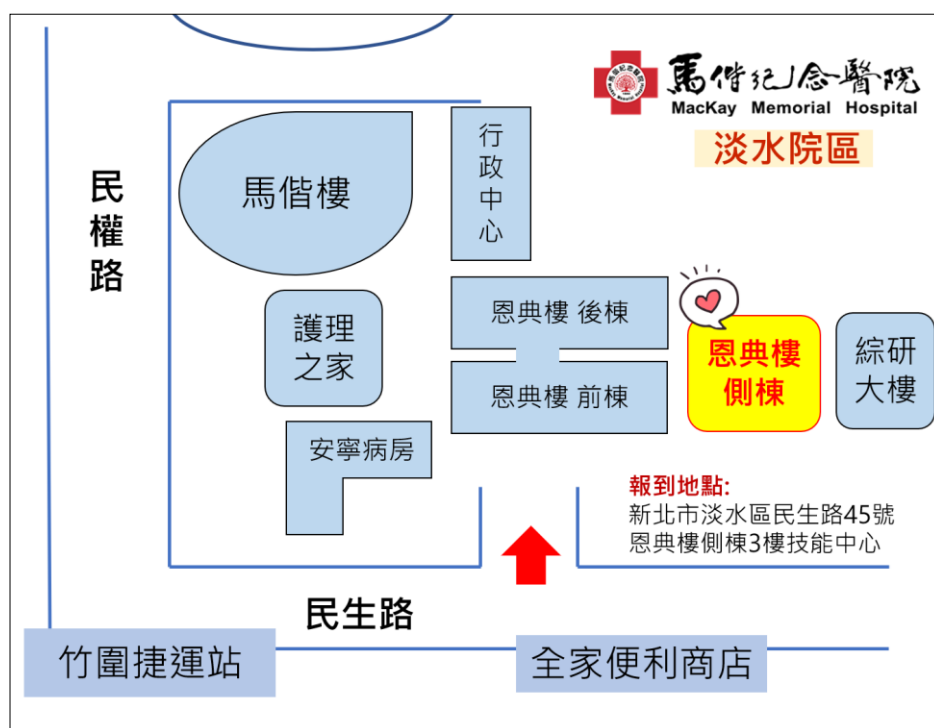 馬偕紀念醫院
MacKay Memorial Hospital
淡水院區
民權路
馬偕樓
行政中心
護理
之家
恩典樓 後棟
恩典樓 前棟
恩典樓
側棟
綜研
大樓
安寧病房
報到地點:
新北市淡水區民生路45號
恩典樓側棟3樓技能中心
民生路
竹圍捷運站
全家便利商店